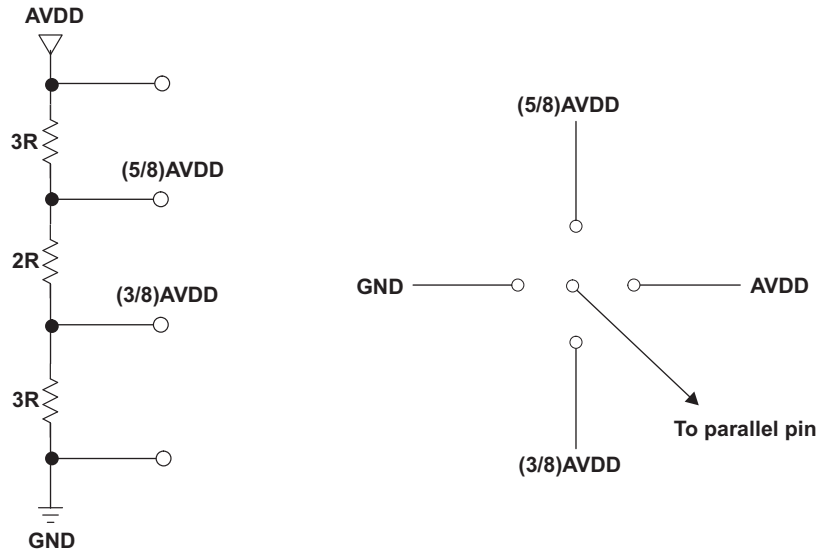 AVDD
3R
(5/8)AVDD
2R
(3/8)AVDD
3R
GND
(5/8)AVDD
GND
AVDD
(3/8)AVDD
To parallel pin